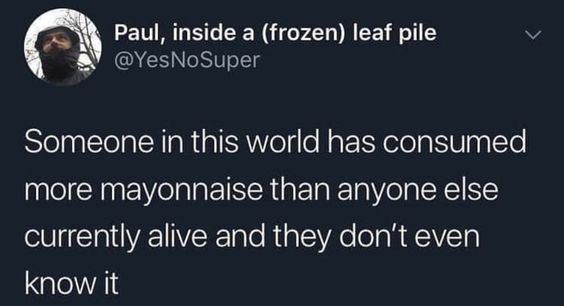 Paul, inside a (frozen) leaf pile
@YesNoSuper
Someone in this world has consumed
more mayonnaise than anyone else
currently alive and they don’t even
know it